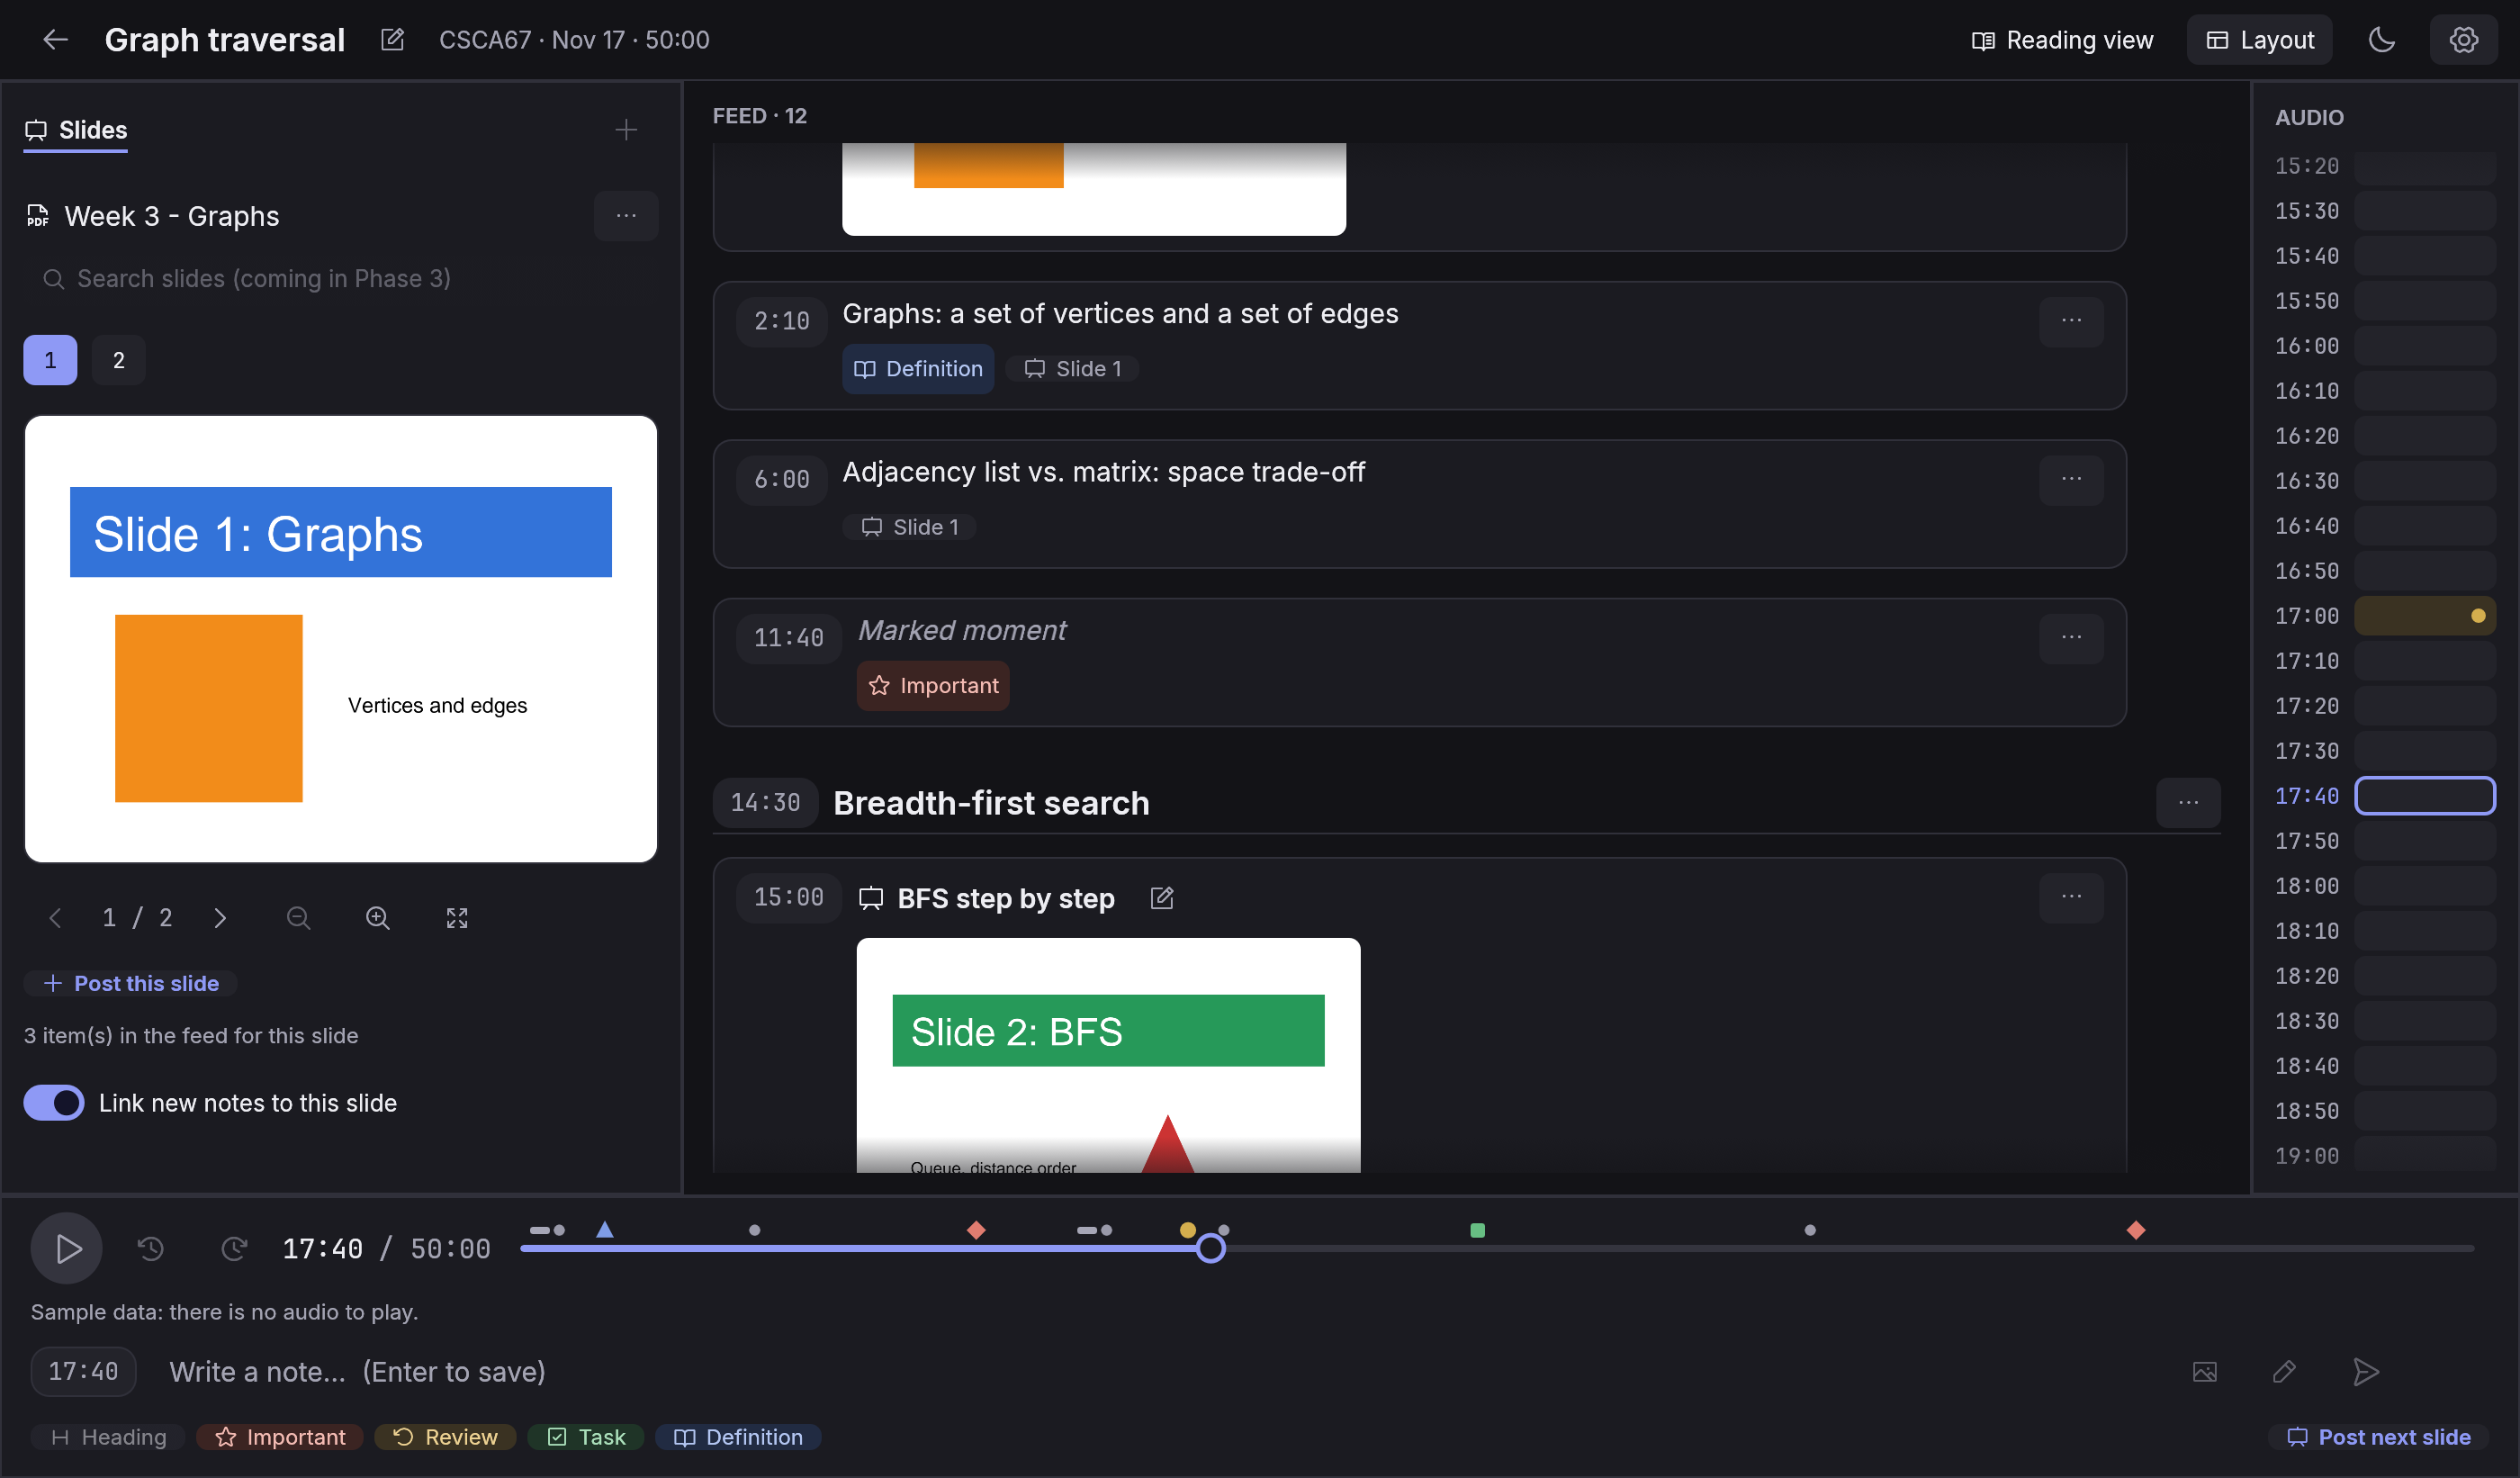 Graph traversal
CSCA67 · Nov 17 · 50:00
Reading view
Layout
Slides
PDF
Week 3 - Graphs
...
Search slides (coming in Phase 3)
1
2
Slide 1: Graphs
Vertices and edges
1 / 2
Post this slide
3 item(s) in the feed for this slide
Link new notes to this slide
FEED · 12
2:10
Graphs: a set of vertices and a set of edges
...
Definition
Slide 1
6:00
Adjacency list vs. matrix: space trade-off
...
Slide 1
11:40
Marked moment
...
Important
14:30
Breadth-first search
...
15:00
BFS step by step
...
Slide 2: BFS
Queue, distance order
AUDIO
15:20
15:30
15:40
15:50
16:00
16:10
16:20
16:30
16:40
16:50
17:00
17:10
17:20
17:30
17:40
17:50
18:00
18:10
18:20
18:30
18:40
18:50
19:00
17:40 / 50:00
Sample data: there is no audio to play.
17:40
Write a note... (Enter to save)
H Heading
Important
Review
Task
Definition
Post next slide